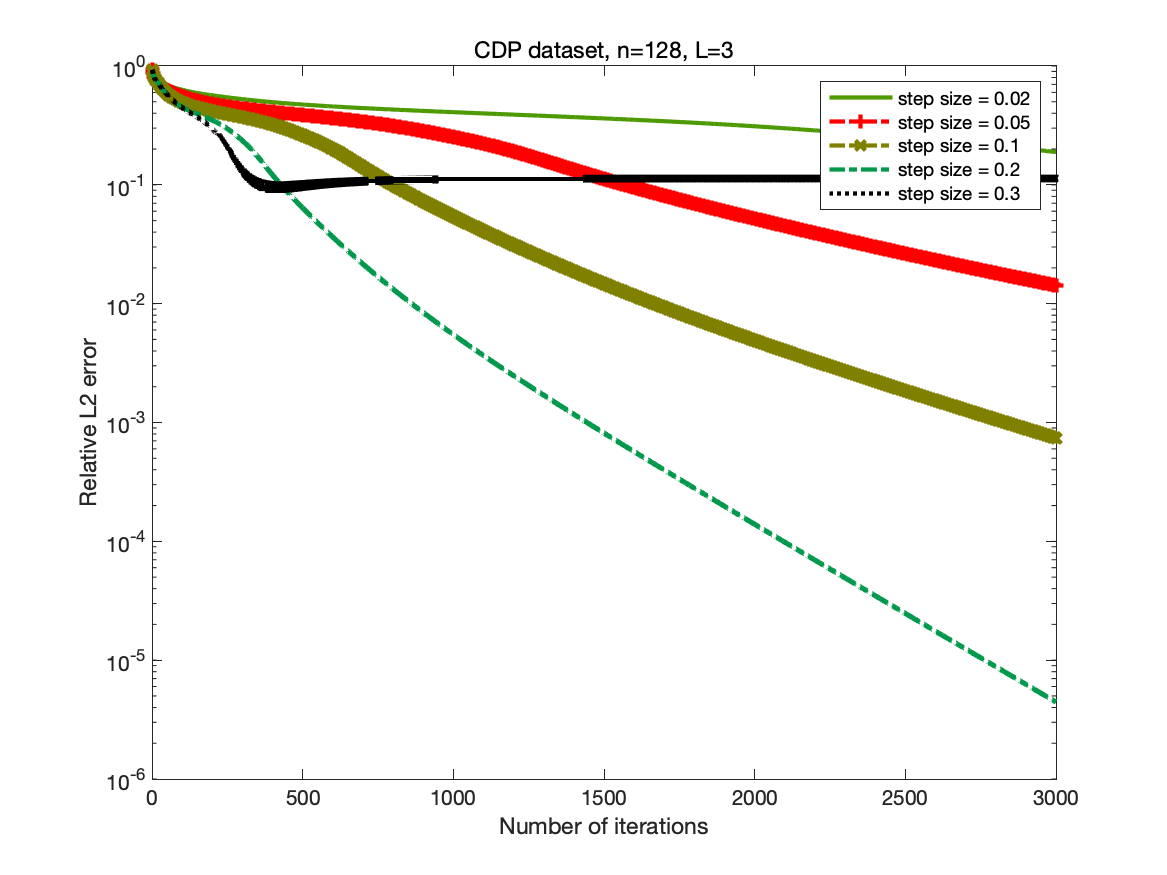 CDP dataset, n=128, L=3
10^0
10^-1
10^-2
10^-3
10^-4
10^-5
10^-6
Relative L2 error
step size = 0.02
step size = 0.05
step size = 0.1
step size = 0.2
step size = 0.3
0 500 1000 1500 2000 2500 3000
Number of iterations